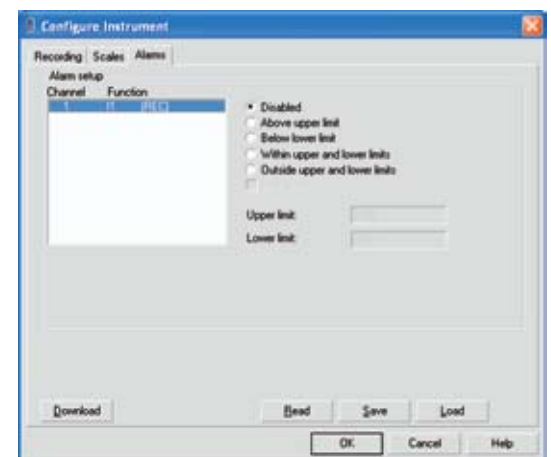 Configure Instrument
Recording Scales Alarms
Alarm setup
Channel Function
1 I1 [REC]
Disabled
Above upper limit
Below lower limit
Within upper and lower limits
Outside upper and lower limits
Upper limit:
Lower limit:
Download Read Save Load
OK Cancel Help